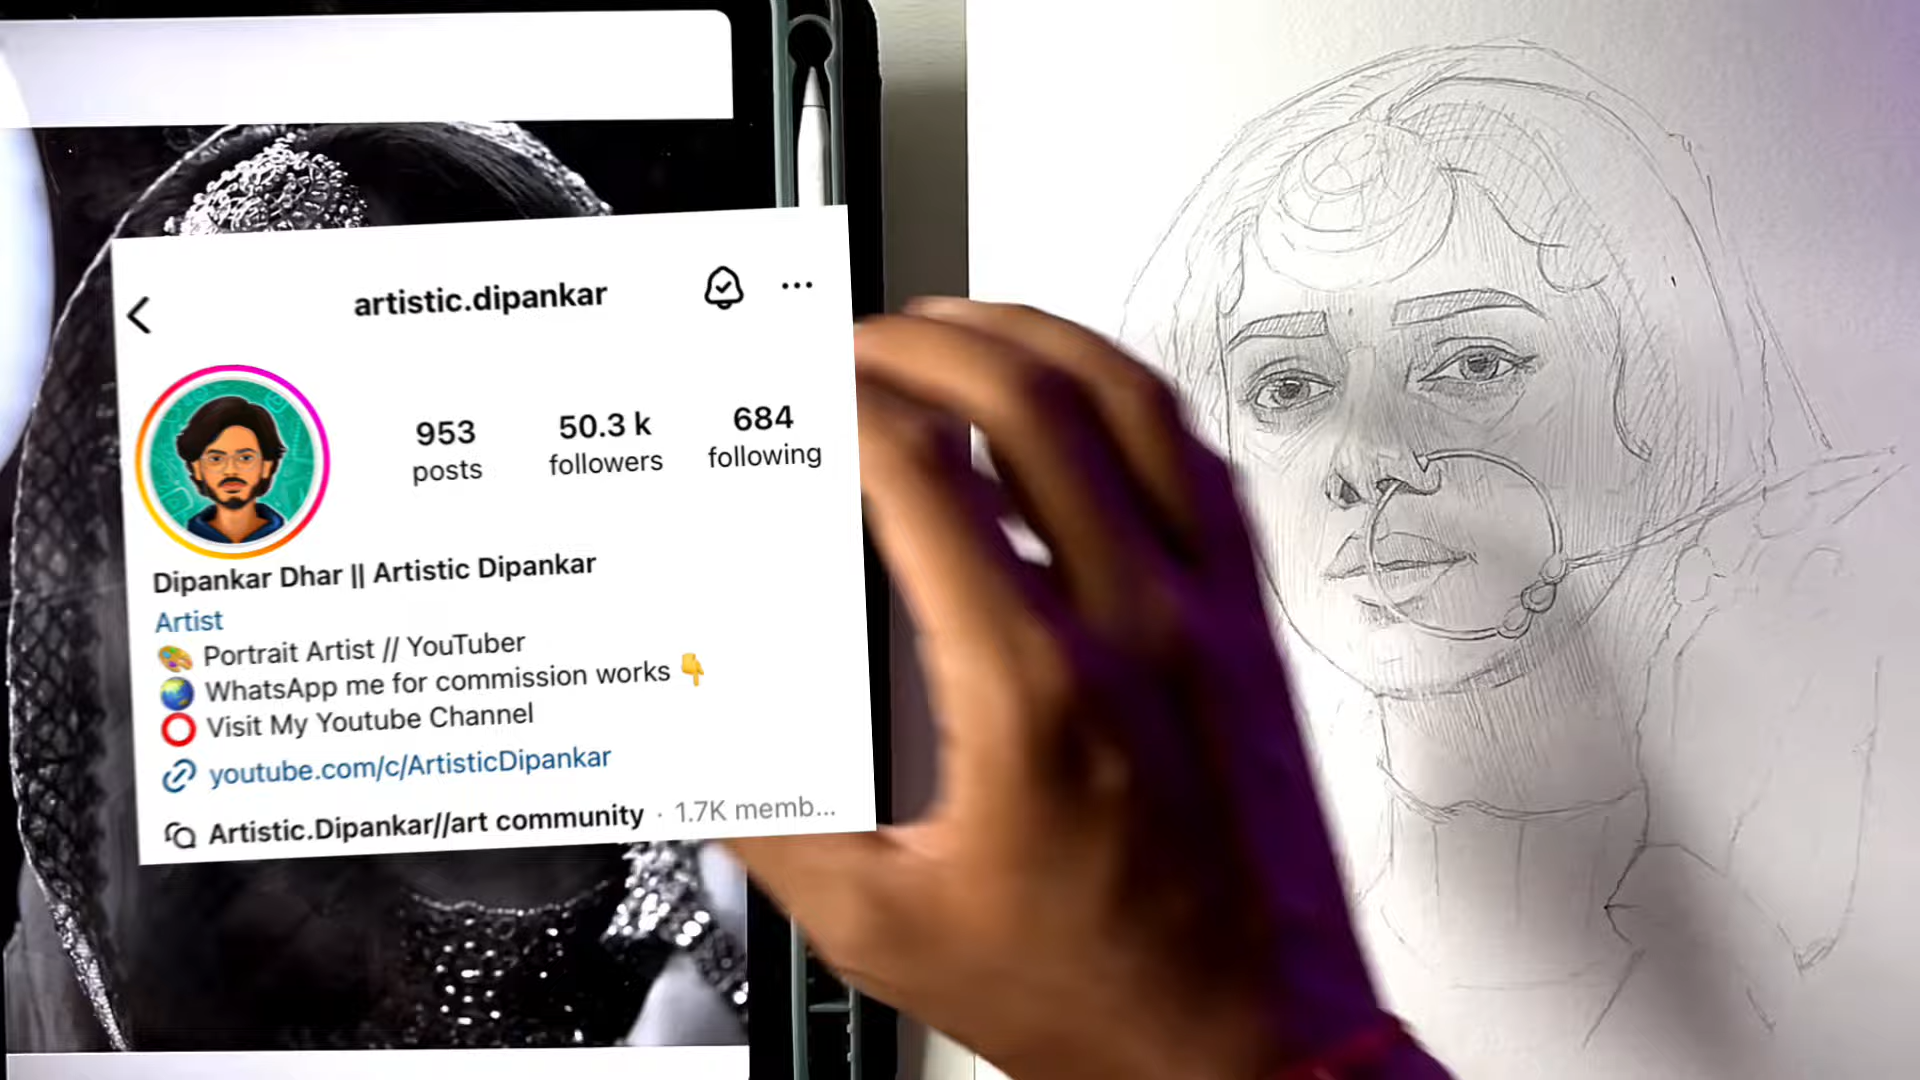 artistic.dipankar
953
posts
50.3 k
followers
684
following
Dipankar Dhar || Artistic Dipankar
Artist
Portrait Artist // YouTuber
WhatsApp me for commission works
Visit My Youtube Channel
youtube.com/c/ArtisticDipankar
Artistic.Dipankar//art community · 1.7K memb...